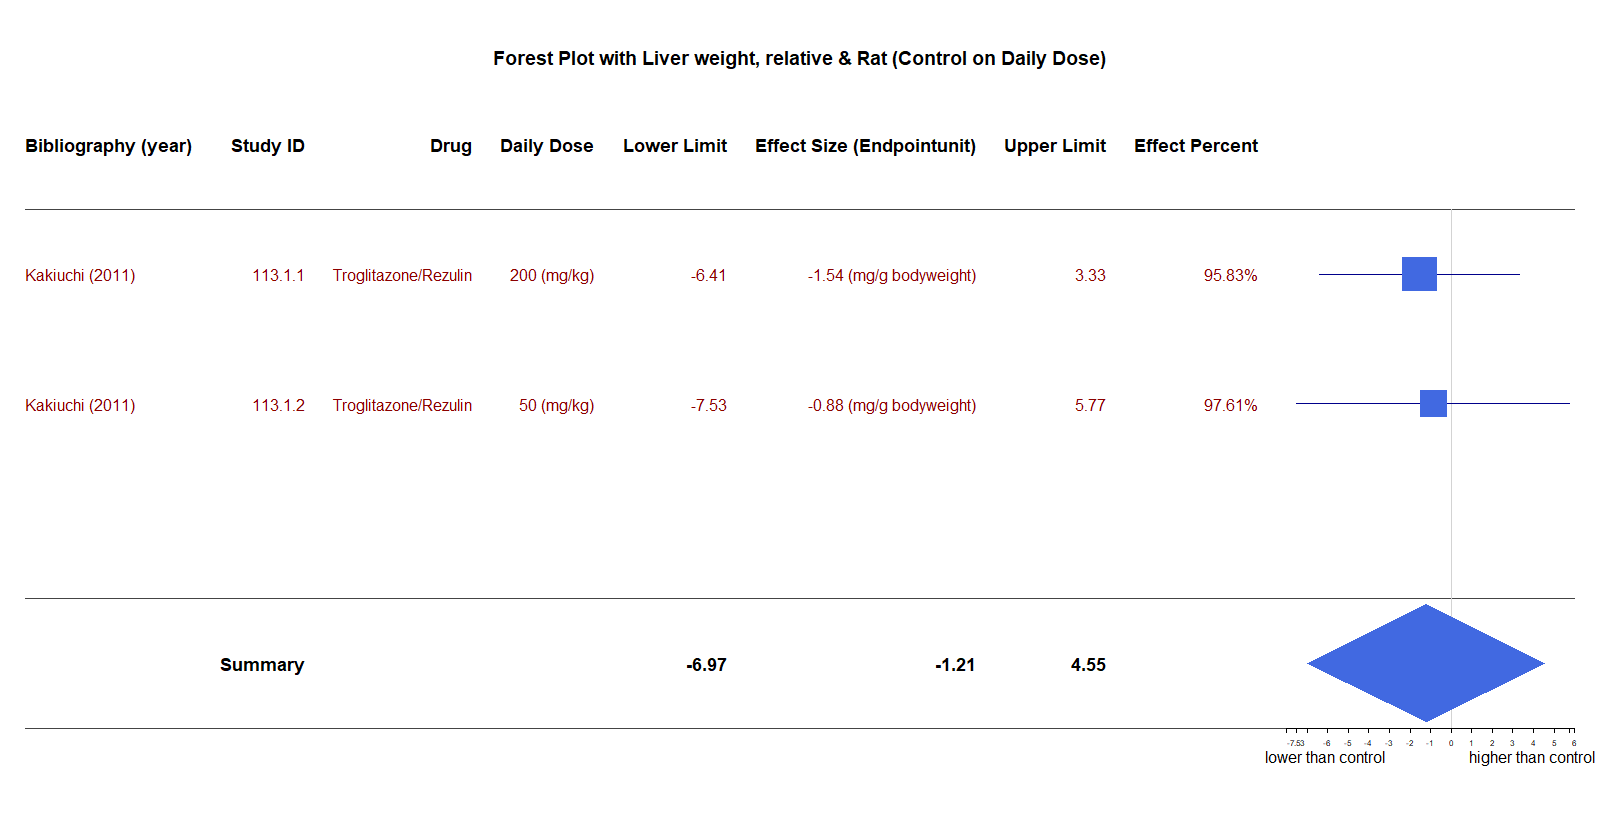 Forest Plot with Liver weight, relative & Rat (Control on Daily Dose)
Bibliography (year) Study ID Drug Daily Dose Lower Limit Effect Size (Endpointunit) Upper Limit Effect Percent
Kakiuchi (2011) 113.1.1 Troglitazone/Rezulin 200 (mg/kg) -6.41 -1.54 (mg/g bodyweight) 3.33 95.83%
Kakiuchi (2011) 113.1.2 Troglitazone/Rezulin 50 (mg/kg) -7.53 -0.88 (mg/g bodyweight) 5.77 97.61%
Summary -6.97 -1.21 4.55
-7.53 -6 -5 -4 -3 -2 -1 0 1 2 3 4 5 6
lower than control higher than control